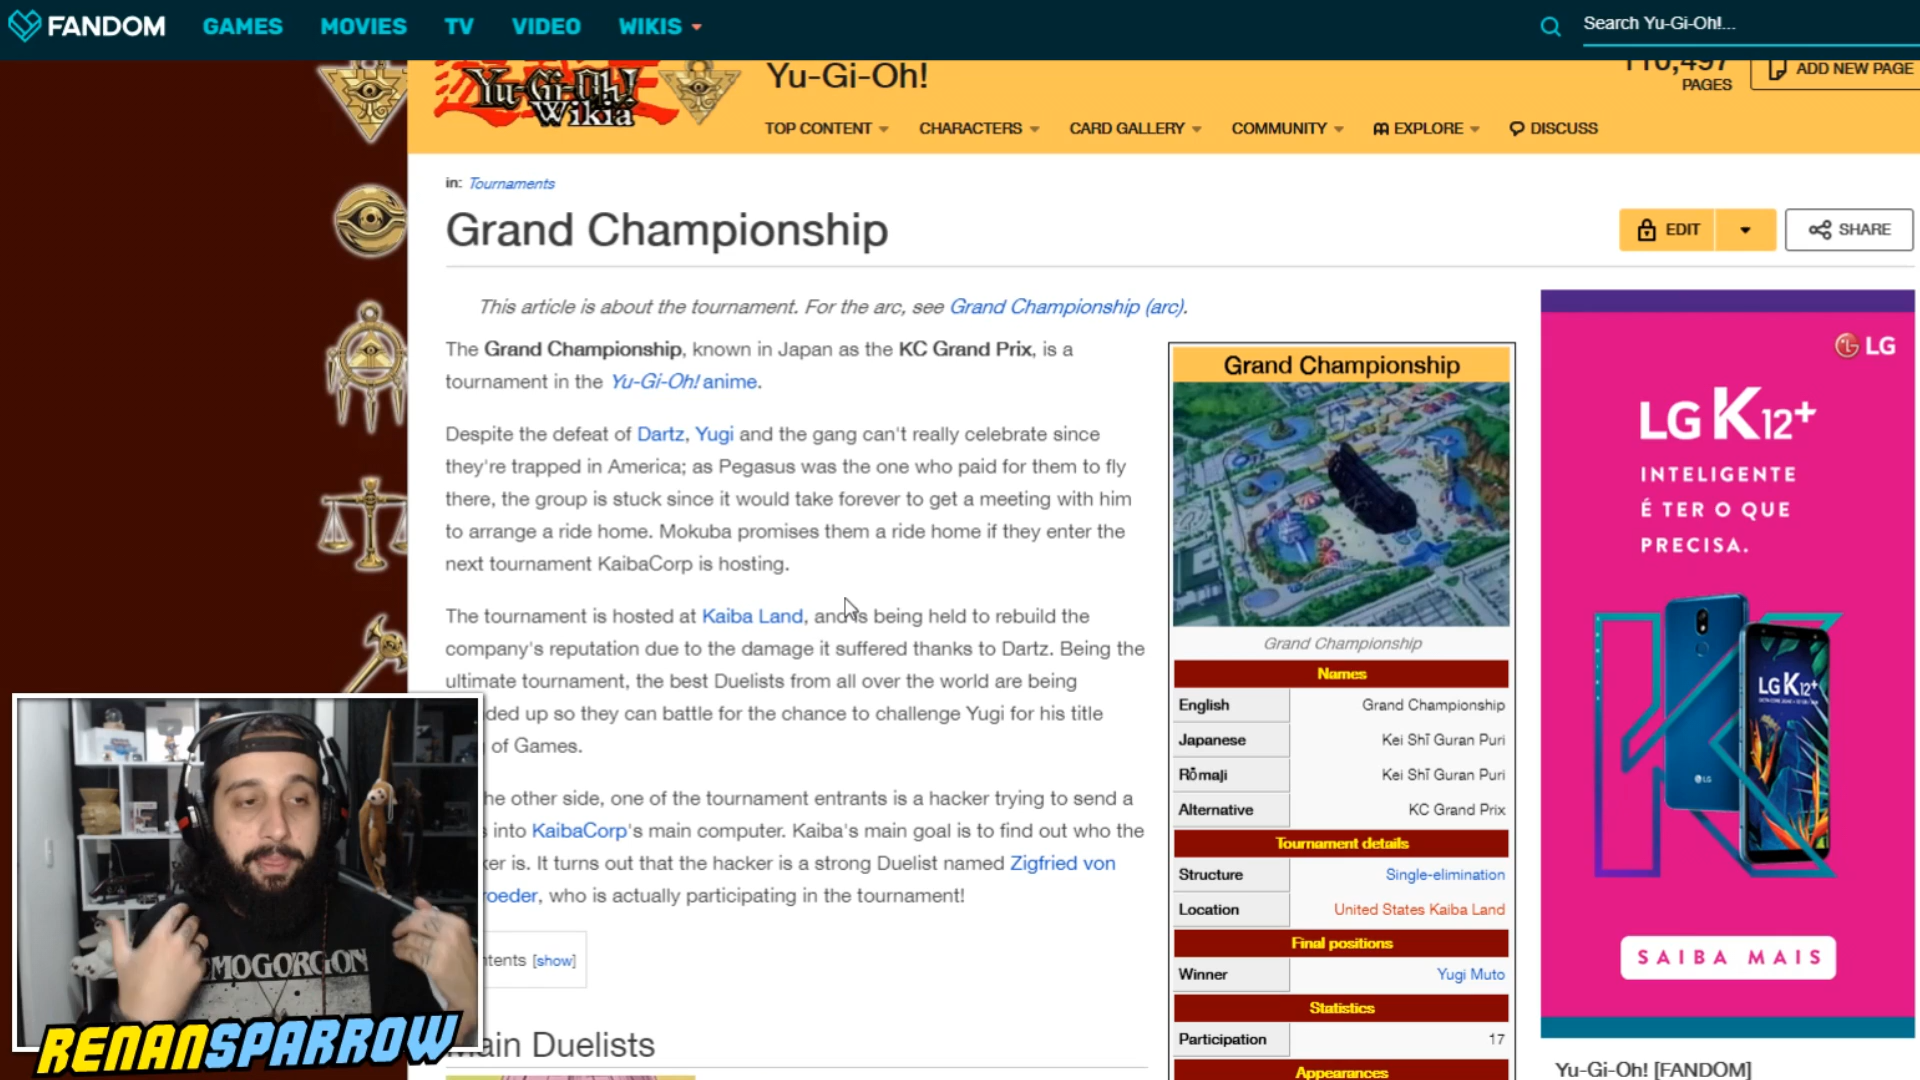 FANDOM
GAMES
MOVIES
TV
VIDEO
WIKIS
Search Yu-Gi-Oh!...
Yu-Gi-Oh!
Wikia
Yu-Gi-Oh!
110,497
PAGES
ADD NEW PAGE
TOP CONTENT
CHARACTERS
CARD GALLERY
COMMUNITY
EXPLORE
DISCUSS
in: Tournaments
Grand Championship
EDIT
SHARE
This article is about the tournament. For the arc, see Grand Championship (arc).
The Grand Championship, known in Japan as the KC Grand Prix, is a
tournament in the Yu-Gi-Oh! anime.
Despite the defeat of Dartz, Yugi and the gang can't really celebrate since
they're trapped in America; as Pegasus was the one who paid for them to fly
there, the group is stuck since it would take forever to get a meeting with him
to arrange a ride home. Mokuba promises them a ride home if they enter the
next tournament KaibaCorp is hosting.
The tournament is hosted at Kaiba Land, and is being held to rebuild the
company's reputation due to the damage it suffered thanks to Dartz. Being the
ultimate tournament, the best Duelists from all over the world are being
ded up so they can battle for the chance to challenge Yugi for his title
of Games.
he other side, one of the tournament entrants is a hacker trying to send a
s into KaibaCorp's main computer. Kaiba's main goal is to find out who the
ker is. It turns out that the hacker is a strong Duelist named Zigfried von
roeder, who is actually participating in the tournament!
ntents [show]
Main Duelists
Grand Championship
Grand Championship
Names
English Grand Championship
Japanese Kei Shī Guran Puri
Rōmaji Kei Shī Guran Puri
Alternative KC Grand Prix
Tournament details
Structure Single-elimination
Location United States Kaiba Land
Final positions
Winner Yugi Muto
Statistics
Participation 17
Appearances
LG
LG K12+
INTELIGENTE
É TER O QUE
PRECISA.
LG K12+
LG
SAIBA MAIS
Yu-Gi-Oh! [FANDOM]
MOGORGON
RENANSPARROW